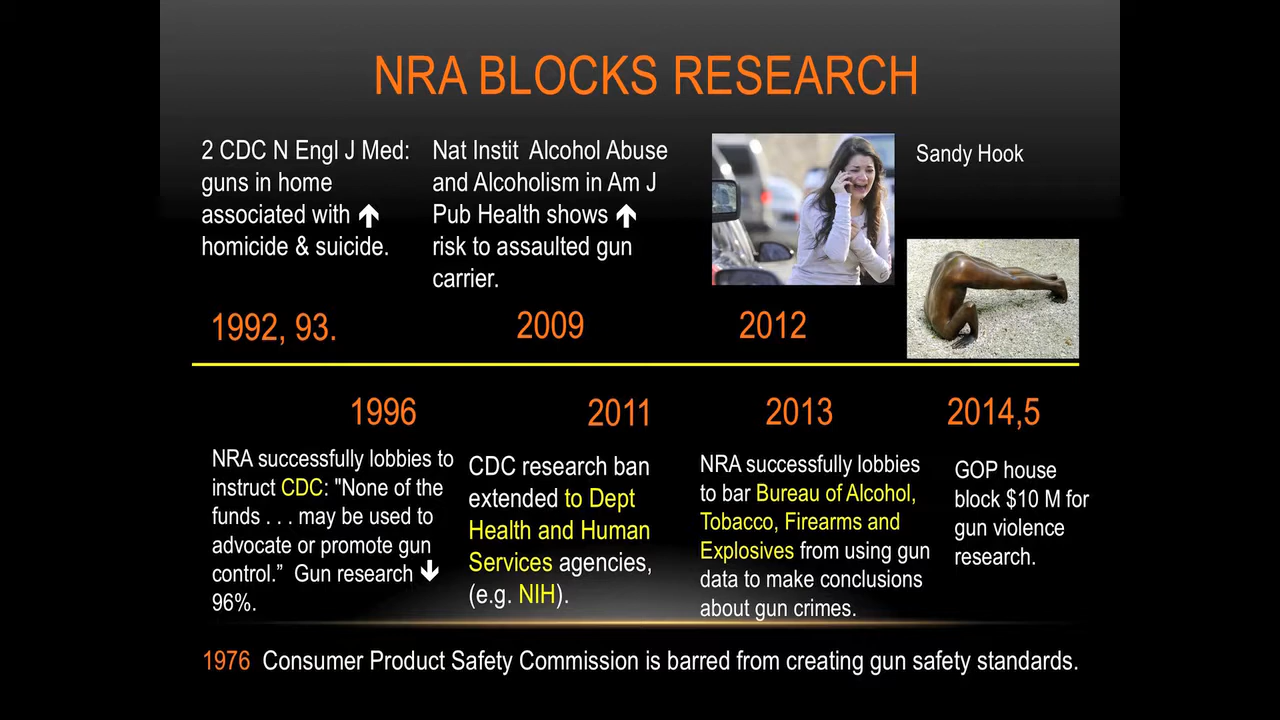 NRA BLOCKS RESEARCH
2 CDC N Engl J Med:
guns in home
associated with 🡹
homicide & suicide.
Nat Instit  Alcohol Abuse
and Alcoholism in Am J
Pub Health shows 🡹
risk to assaulted gun
carrier.
Sandy Hook
1992, 93.
2009
2012
1996
2011
2013
2014,5
NRA successfully lobbies to
instruct CDC: "None of the
funds . . . may be used to
advocate or promote gun
control.”  Gun research 🡻
96%.
CDC research ban
extended to Dept
Health and Human
Services agencies,
(e.g. NIH).
NRA successfully lobbies
to bar Bureau of Alcohol,
Tobacco, Firearms and
Explosives from using gun
data to make conclusions
about gun crimes.
GOP house
block $10 M for
gun violence
research.
1976  Consumer Product Safety Commission is barred from creating gun safety standards.